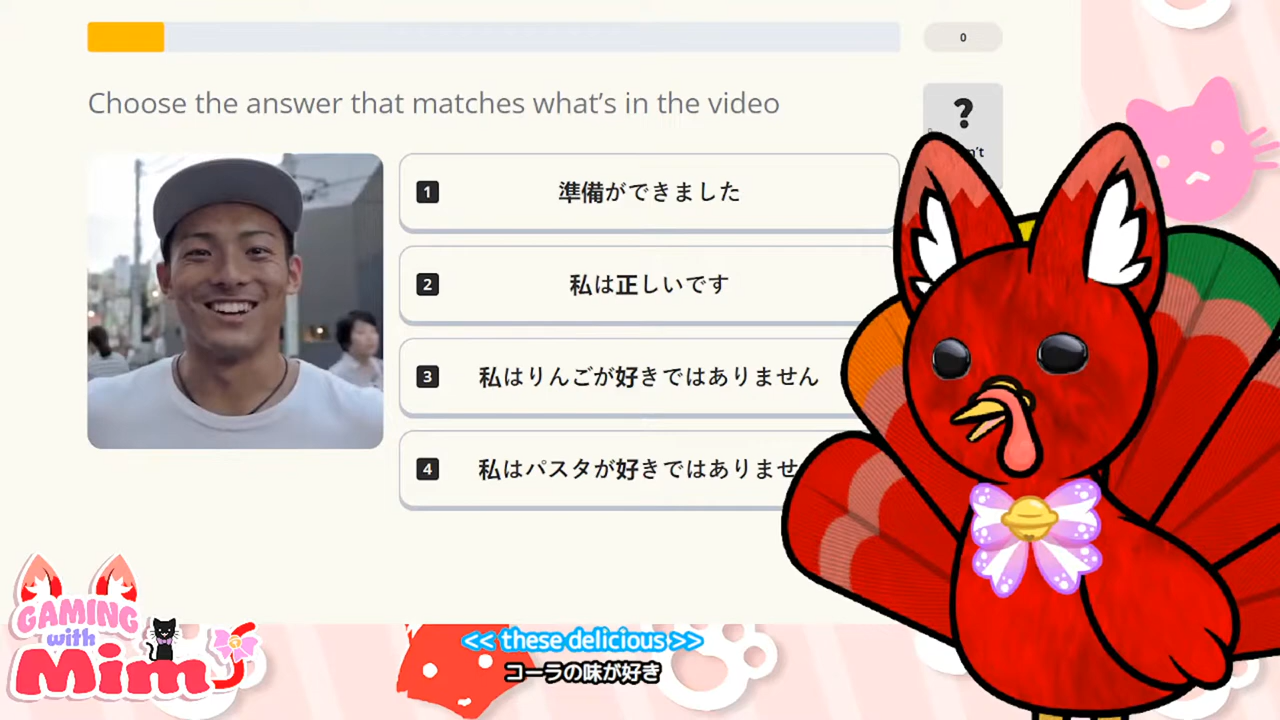 0
Choose the answer that matches what's in the video
?
1 準備ができました
2 私は正しいです
3 私はりんごが好きではありません
4 私はパスタが好きではありませ
GAMING
with
Mim
<< these delicious >>
コーラの味が好き